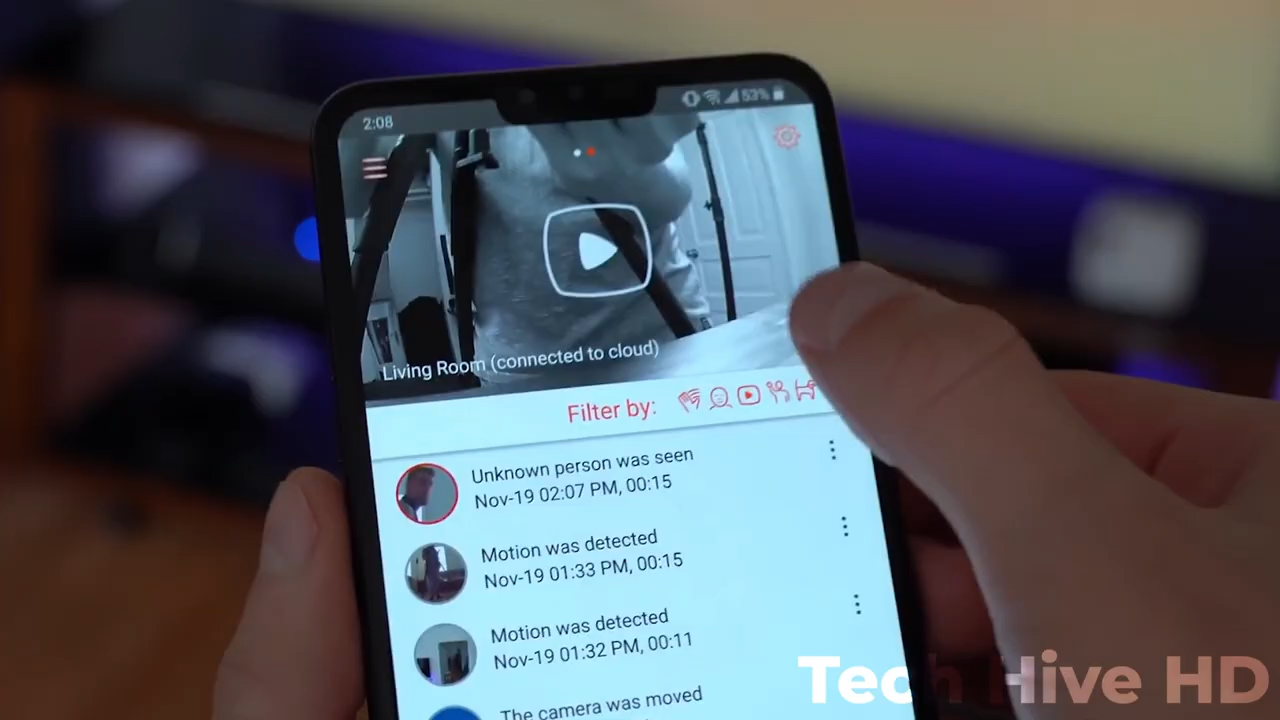 2:08
53%
Living Room (connected to cloud)
Filter by:
Unknown person was seen
Nov-19 02:07 PM, 00:15
Motion was detected
Nov-19 01:33 PM, 00:15
Motion was detected
Nov-19 01:32 PM, 00:11
The camera was moved
Tech Hive HD